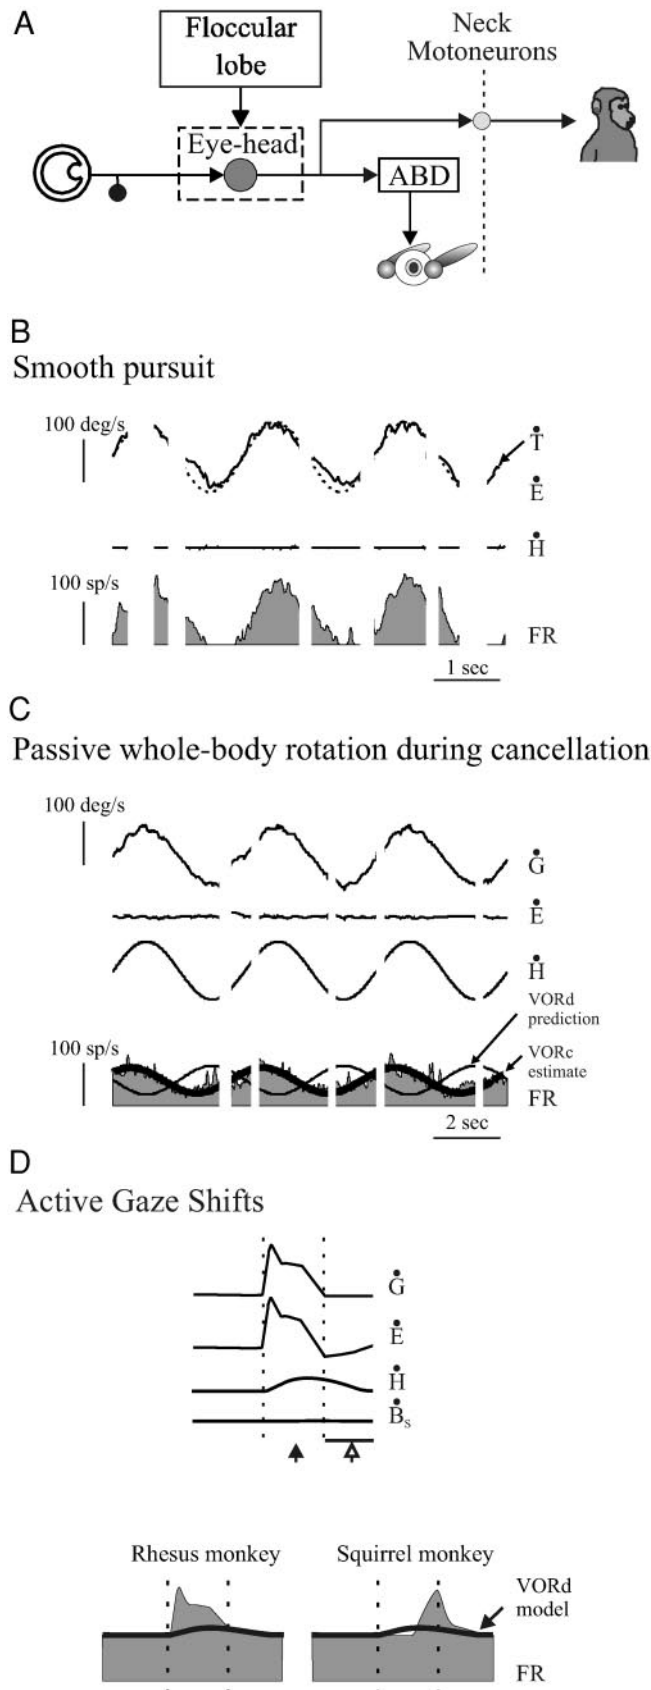 A
Floccular
lobe
Neck
Motoneurons
Eye-head
ABD
B
Smooth pursuit
100 deg/s
Ṫ
Ė
Ḣ
100 sp/s
FR
1 sec
C
Passive whole-body rotation during cancellation
100 deg/s
Ġ
Ė
Ḣ
VORd
prediction
100 sp/s
VORc
estimate
FR
2 sec
D
Active Gaze Shifts
Ġ
Ė
Ḣ
Ḃs
Rhesus monkey
Squirrel monkey
VORd
model
FR